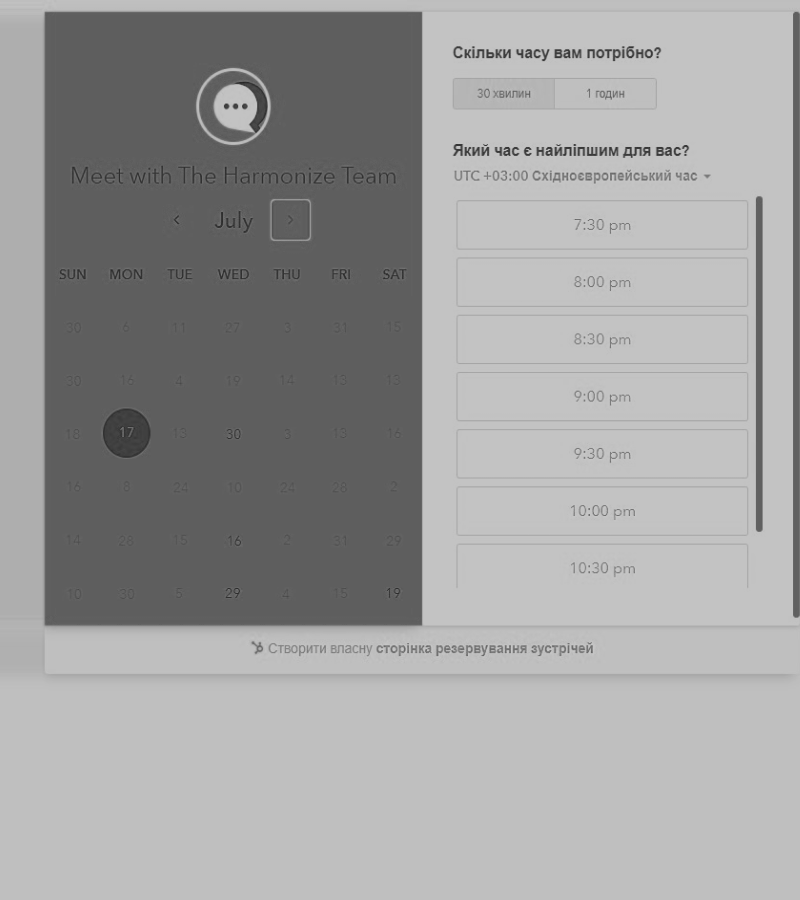 Meet with The Harmonize Team
July
SUN MON TUE WED THU FRI SAT
30 6 11 27 3 31 15
30 16 4 19 14 13 13
18 17 13 30 3 13 16
16 8 24 10 24 28 2
14 28 15 16 2 31 29
10 30 5 29 4 15 19
Скільки часу вам потрібно?
30 хвилин 1 годин
Який час є найліпшим для вас?
UTC +03:00 Східноєвропейський час
7:30 pm
8:00 pm
8:30 pm
9:00 pm
9:30 pm
10:00 pm
10:30 pm
Створити власну сторінка резервування зустрічей